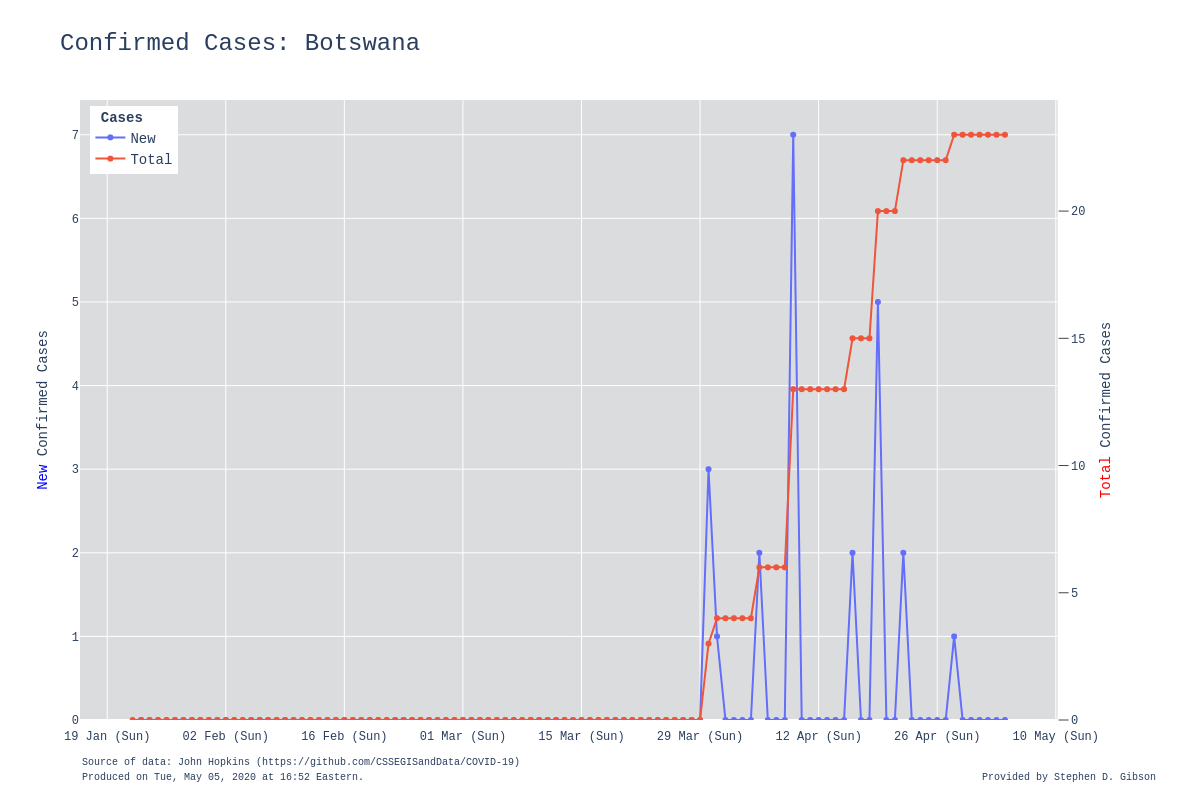 Confirmed Cases: Botswana
Cases
New
Total
7
6
5
4
3
2
1
0
20
15
10
5
0
New Confirmed Cases
Total Confirmed Cases
19 Jan (Sun) 02 Feb (Sun) 16 Feb (Sun) 01 Mar (Sun) 15 Mar (Sun) 29 Mar (Sun) 12 Apr (Sun) 26 Apr (Sun) 10 May (Sun)
Source of data: John Hopkins (https://github.com/CSSEGISandData/COVID-19)
Produced on Tue, May 05, 2020 at 16:52 Eastern.
Provided by Stephen D. Gibson